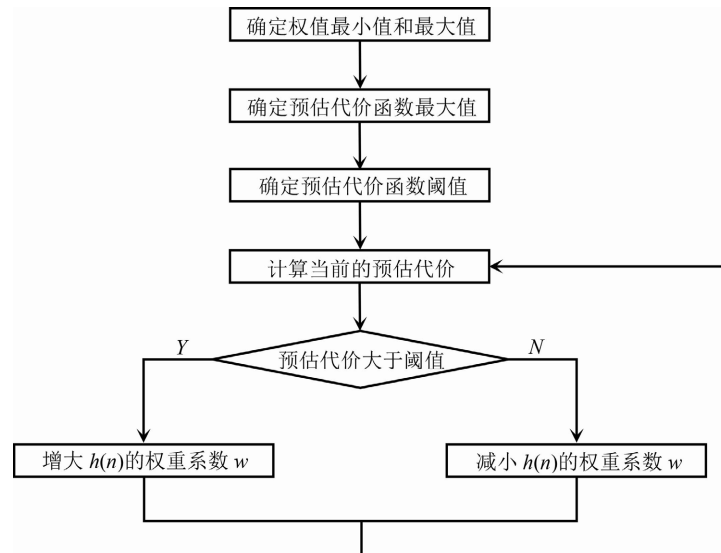 确定权值最小值和最大值
确定预估代价函数最大值
确定预估代价函数阈值
计算当前的预估代价
预估代价大于阈值
Y
N
增大 h(n)的权重系数 w
减小 h(n)的权重系数 w